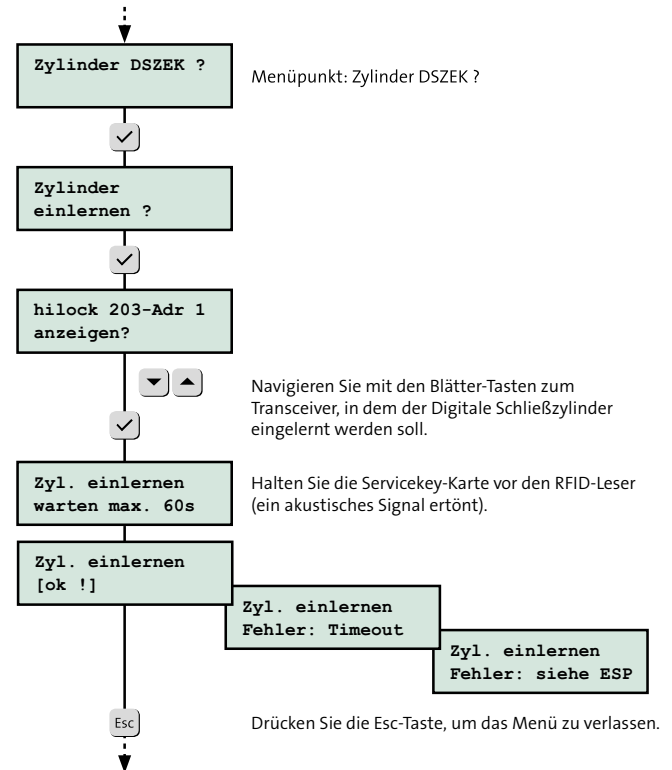 Zylinder DSZEK ?
Menüpunkt: Zylinder DSZEK ?
Zylinder
einlernen ?
hilock 203-Adr 1
anzeigen?
Navigieren Sie mit den Blätter-Tasten zum
Transceiver, in dem der Digitale Schließzylinder
eingelernt werden soll.
Zyl. einlernen
warten max. 60s
Halten Sie die Servicekey-Karte vor den RFID-Leser
(ein akustisches Signal ertönt).
Zyl. einlernen
[ok !]
Zyl. einlernen
Fehler: Timeout
Zyl. einlernen
Fehler: siehe ESP
Esc
Drücken Sie die Esc-Taste, um das Menü zu verlassen.